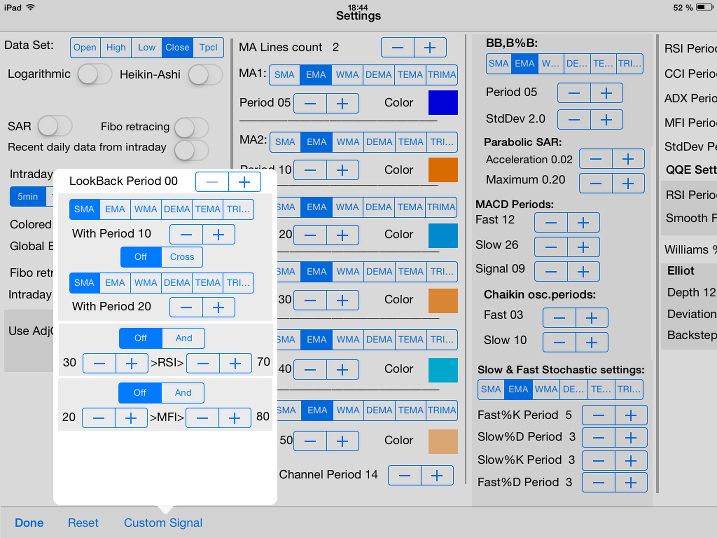 iPad 18:44 52 %
Settings
Data Set: Open High Low Close Tpcl
Logarithmic Heikin-Ashi
SAR Fibo retracing
Recent daily data from intraday
Intraday
5min
Colored
Global
Fibo
Intraday
Use
LookBack Period 00 − +
SMA EMA WMA DEMA TEMA TRI...
With Period 10 − +
Off Cross
SMA EMA WMA DEMA TEMA TRI...
With Period 20 − +
Off And
30 − + >RSI> − + 70
Off And
20 − + >MFI> − + 80
MA Lines count 2 − +
MA1: SMA EMA WMA DEMA TEMA TRIMA
Period 05 − + Color
MA2: SMA EMA WMA DEMA TEMA TRIMA
Period 10 − + Color
SMA EMA WMA DEMA TEMA TRIMA
20 − + Color
SMA EMA WMA DEMA TEMA TRI...
30 − + Color
SMA EMA WMA DEMA TEMA TRI...
40 − + Color
SMA EMA WMA DEMA TEMA TRIMA
50 − + Color
Channel Period 14 − +
BB,B%B:
SMA EMA W... DE... TE... TRI...
Period 05 − +
StdDev 2.0 − +
Parabolic SAR:
Acceleration 0.02 − +
Maximum 0.20 − +
MACD Periods:
Fast 12 − +
Slow 26 − +
Signal 09 − +
Chaikin osc.periods:
Fast 03 − +
Slow 10 − +
Slow & Fast Stochastic settings:
SMA EMA WMA DE... TE... TRI...
Fast%K Period 5 − +
Slow%D Period 3 − +
Slow%K Period 3 − +
Fast%D Period 3 − +
RSI Perio
CCI Perio
ADX Perio
MFI Perio
StdDev Pe
QQE Sett
RSI Perio
Smooth F
Williams %
Elliot
Depth 12
Deviation
Backstep
Done Reset Custom Signal